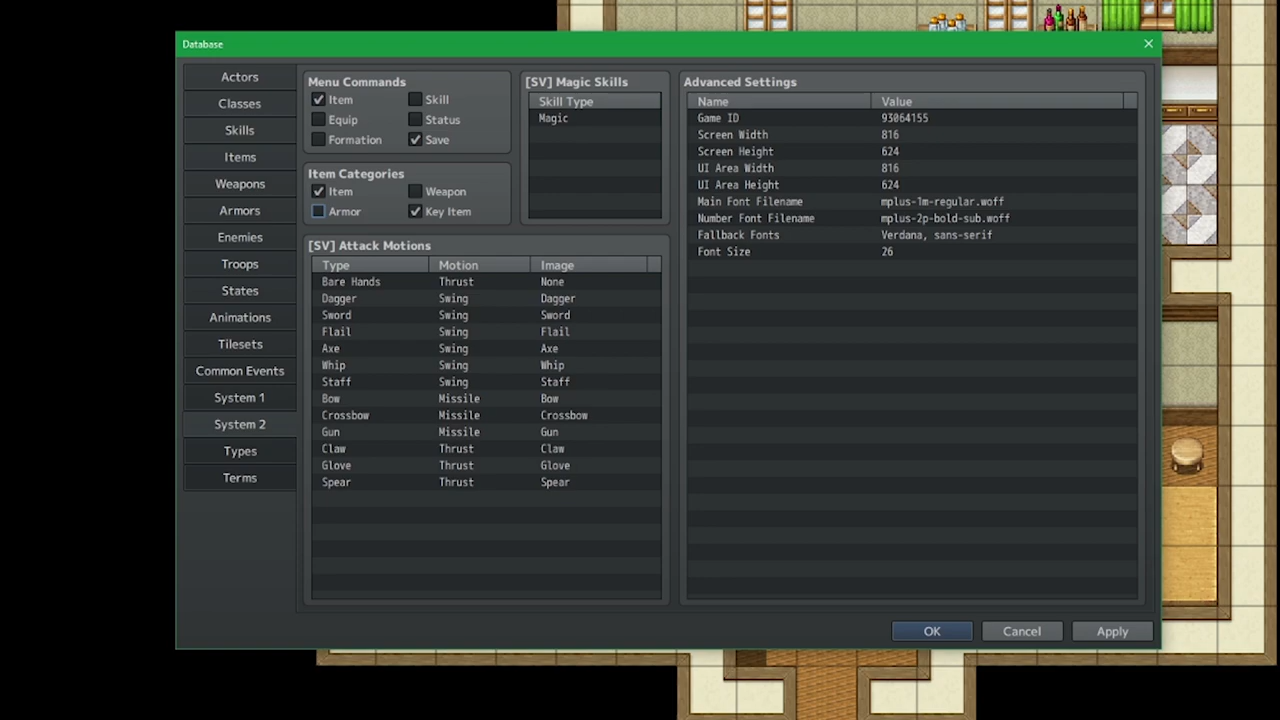 Database
Actors
Classes
Skills
Items
Weapons
Armors
Enemies
Troops
States
Animations
Tilesets
Common Events
System 1
System 2
Types
Terms
Menu Commands
Item Skill
Equip Status
Formation Save
Item Categories
Item Weapon
Armor Key Item
[SV] Magic Skills
Skill Type
Magic
[SV] Attack Motions
Type Motion Image
Bare Hands Thrust None
Dagger Swing Dagger
Sword Swing Sword
Flail Swing Flail
Axe Swing Axe
Whip Swing Whip
Staff Swing Staff
Bow Missile Bow
Crossbow Missile Crossbow
Gun Missile Gun
Claw Thrust Claw
Glove Thrust Glove
Spear Thrust Spear
Advanced Settings
Name Value
Game ID 93064155
Screen Width 816
Screen Height 624
UI Area Width 816
UI Area Height 624
Main Font Filename mplus-1m-regular.woff
Number Font Filename mplus-2p-bold-sub.woff
Fallback Fonts Verdana, sans-serif
Font Size 26
OK Cancel Apply